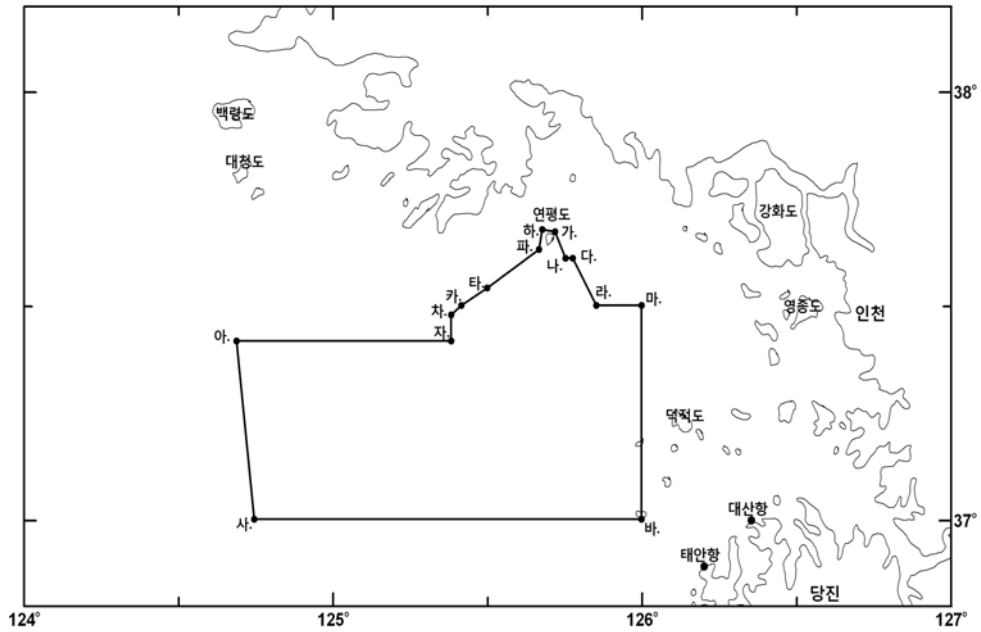 38°
백령도
대청도
연평도
하.
가.
강화도
파.
나.
다.
타.
카.
라.
마.
차.
영종도
인천
아.
자.
덕적도
대산항
37°
사.
바.
태안항
당진
124°
125°
126°
127°